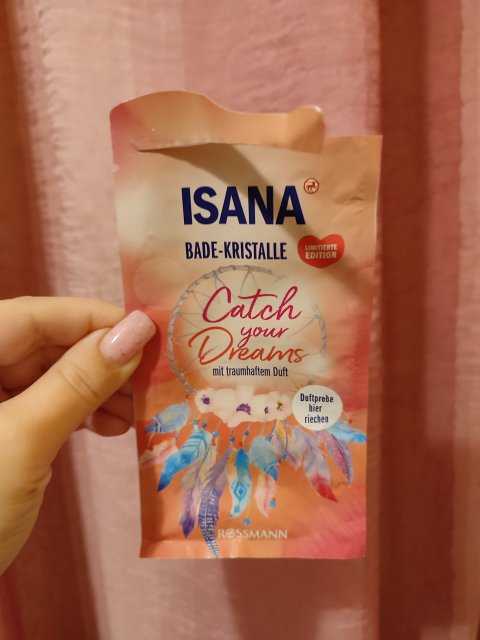 ISANA
BADE-KRISTALLE
LIMITIERTE
EDITION
Catch
your
Dreams
mit traumhaftem Duft
Duftprobe
hier
riechen
ROSSMANN